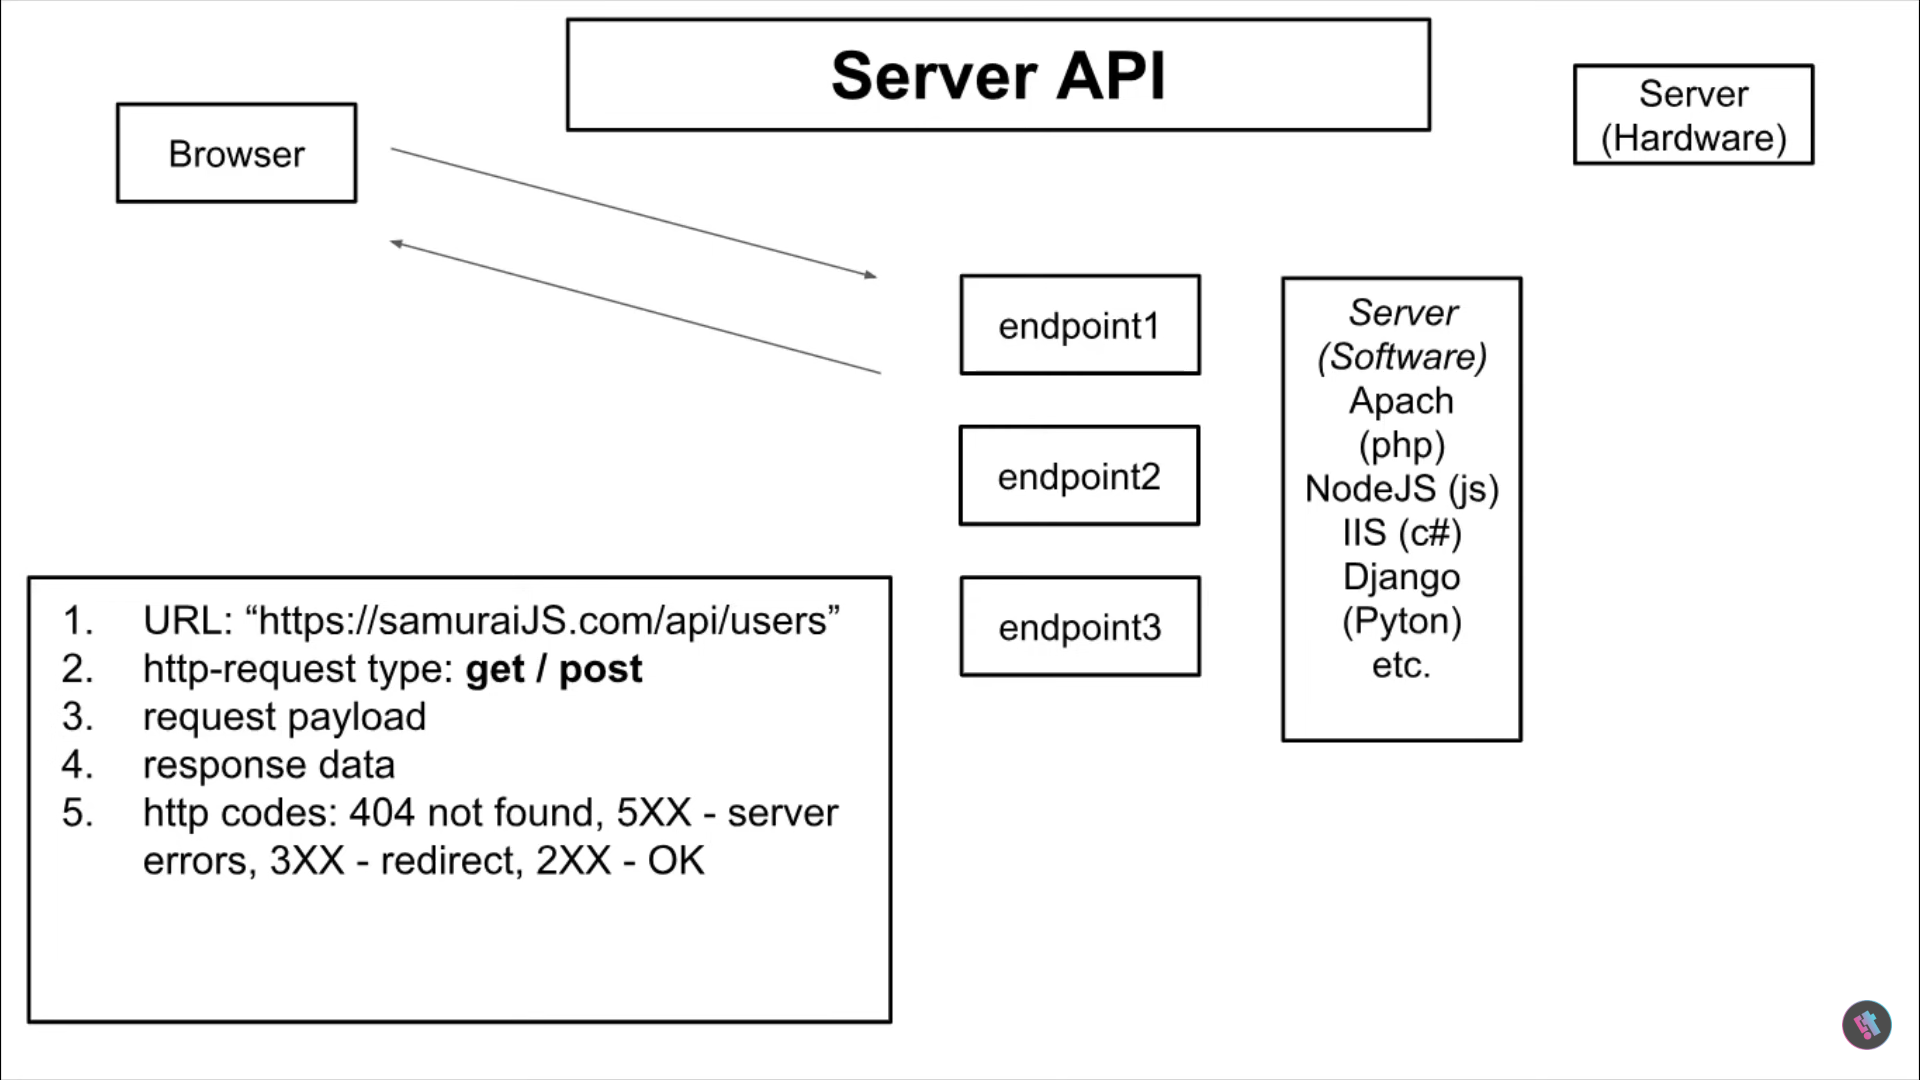 Server API
Browser
Server
(Hardware)
endpoint1
endpoint2
endpoint3
Server
(Software)
Apach
(php)
NodeJS (js)
IIS (c#)
Django
(Pyton)
etc.
1. URL: “https://samuraiJS.com/api/users”
2. http-request type: get / post
3. request payload
4. response data
5. http codes: 404 not found, 5XX - server
errors, 3XX - redirect, 2XX - OK